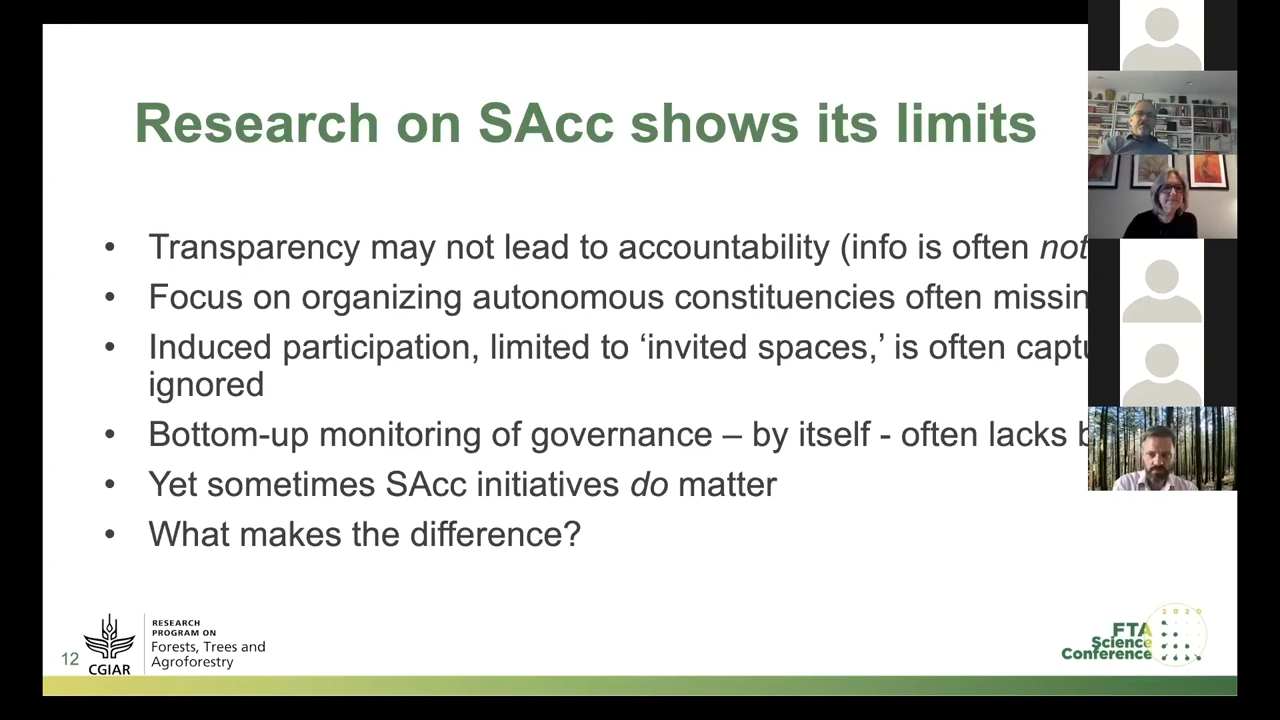 Research on SAcc shows its limits
• Transparency may not lead to accountability (info is often not
• Focus on organizing autonomous constituencies often
• Induced participation, limited to ‘invited spaces,’ is often
ignored
• Bottom-up monitoring of governance – by itself - often lacks
• Yet sometimes SAcc initiatives do matter
• What makes the difference?
12
CGIAR
RESEARCH
PROGRAM ON
Forests, Trees and
Agroforestry
2020
FTA
Science
Conference